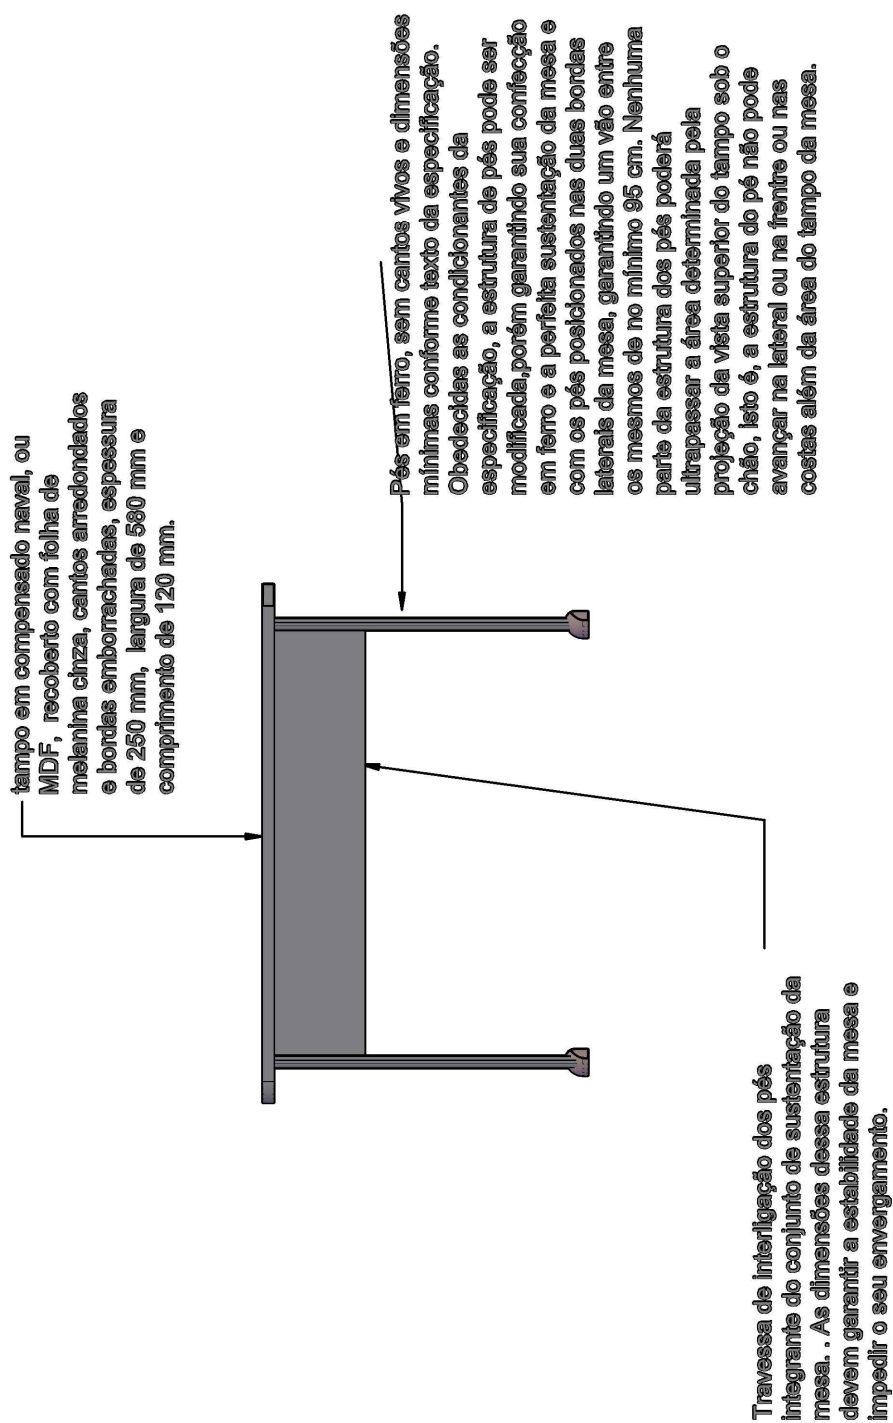 tampo em compensado naval, ou
MDF, recoberto com folha de
melanina cinza, cantos arredondados
e bordas emborrachadas, espessura
de 250 mm, largura de 580 mm e
comprimento de 120 mm.
Pés em ferro, sem cantos vivos e dimensões
mínimas conforme texto da especificação.
Obedecidas as condicionantes da
especificação, a estrutura de pés pode ser
modificada,porém garantindo sua confecção
em ferro e a perfeita sustentação da mesa e
com os pés posicionados nas duas bordas
laterais da mesa, garantindo um vão entre
os mesmos de no mínimo 95 cm. Nenhuma
parte da estrutura dos pés poderá
ultrapassar a área determinada pela
projeção da vista superior do tampo sob o
chão, isto é, a estrutura do pé não pode
avançar na lateral ou na frente ou nas
costas além da área do tampo da mesa.
Travessa de interligação dos pés
integrante do conjunto de sustentação da
mesa. . As dimensões dessa estrutura
devem garantir a estabilidade da mesa e
impedir o seu envergamento.